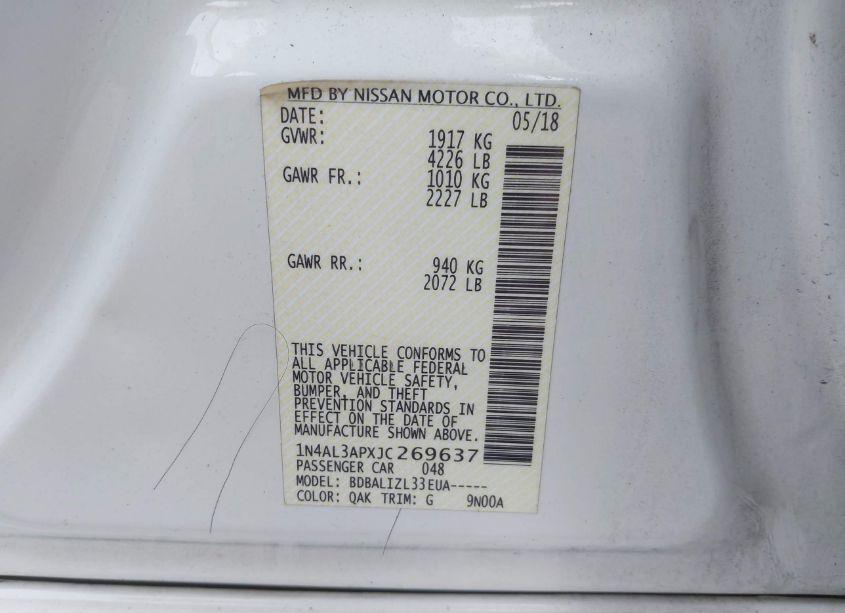 MFD BY NISSAN MOTOR CO., LTD.
DATE: 05/18
GVWR: 1917 KG
4226 LB
GAWR FR.: 1010 KG
2227 LB
GAWR RR.: 940 KG
2072 LB
THIS VEHICLE CONFORMS TO
ALL APPLICABLE FEDERAL
MOTOR VEHICLE SAFETY,
BUMPER, AND THEFT
PREVENTION STANDARDS IN
EFFECT ON THE DATE OF
MANUFACTURE SHOWN ABOVE.
1N4AL3APXJC269637
PASSENGER CAR 048
MODEL: BDBALIZL33EUA-----
COLOR: QAK TRIM: G 9N00A